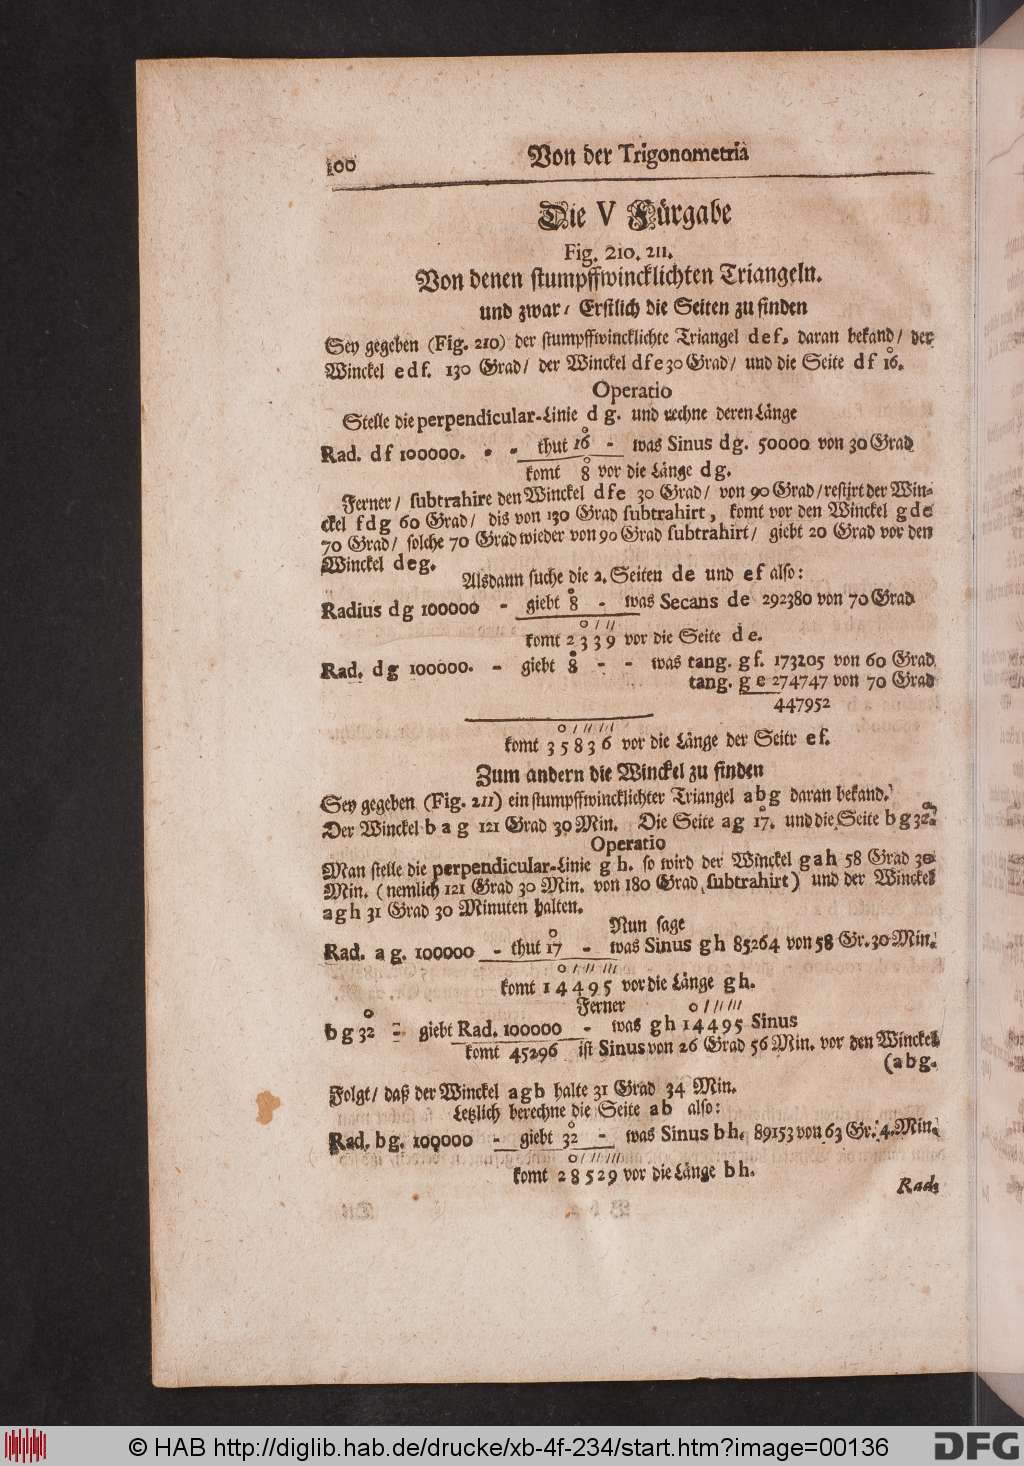 100 Von der Trigonometria
Die V Fürgabe
Fig. 210. 211.
Von denen stumpffwincklichten Triangeln.
und zwar / Erstlich die Seiten zu finden
Sey gegeben (Fig. 210) der stumpffwincklichte Triangel def, daran bekand / der
Winckel edf. 130 Grad / der Winckel dfe 30 Grad / und die Seite df 16.
o
Operatio
Stelle die perpendicular-Linie dg. und rechne deren Länge
o
Rad. df 100000. - - thut 16 - was Sinus dg. 50000 von 30 Grad
o
komt 8 vor die Länge dg.
Ferner / subtrahire den Winckel dfe 30 Grad / von 90 Grad / restirt der Win-
ckel fdg 60 Grad / dis von 130 Grad subtrahirt, komt vor den Winckel gde
70 Grad / solche 70 Grad wieder von 90 Grad subtrahirt / giebt 20 Grad vor den
Winckel deg.
Alsdann suche die 2. Seiten de und ef also:
o
Radius dg 100000 - giebt 8 - was Secans de 292380 von 70 Grad
o / //
komt 2339 vor die Seite de.
o
Rad. dg 100000. - giebt 8 - - was tang. gf. 173205 von 60 Grad
tang. ge 274747 von 70 Grad
447952
o / // /// ////
komt 35836 vor die Länge der Seitr ef.
Zum andern die Winckel zu finden
Sey gegeben (Fig. 211) ein stumpffwincklichter Triangel abg daran bekand.
Der Winckel bag 121 Grad 30 Min. Die Seite ag 17. und die Seite bg 32.
Operatio
Man stelle die perpendicular-Linie gh. so wird der Winckel gah 58 Grad 30
Min. (nemlich 121 Grad 30 Min. von 180 Grad subtrahirt) und der Winckel
agh 31 Grad 30 Minuten halten.
Nun sage
o
Rad. ag. 100000 - thut 17 - was Sinus gh 85264 von 58 Gr. 30 Min.
o / // ///
komt 14495 vor die Länge gh.
Ferner
o o / // ///
bg 32 - giebt Rad. 100000 - was gh 14495 Sinus
komt 45296 ist Sinus von 26 Grad 56 Min. vor den Winckel
(abg.
Folgt / daß der Winckel agb halte 31 Grad 34 Min.
Letzlich berechne die Seite ab also:
o
Rad. bg. 100000 - giebt 32 - was Sinus bh. 89153 von 63 Gr. 4. Min.
o / // ///
komt 28529 vor die Länge bh.
Rad.
© HAB http://diglib.hab.de/drucke/xb-4f-234/start.htm?image=00136 DFG